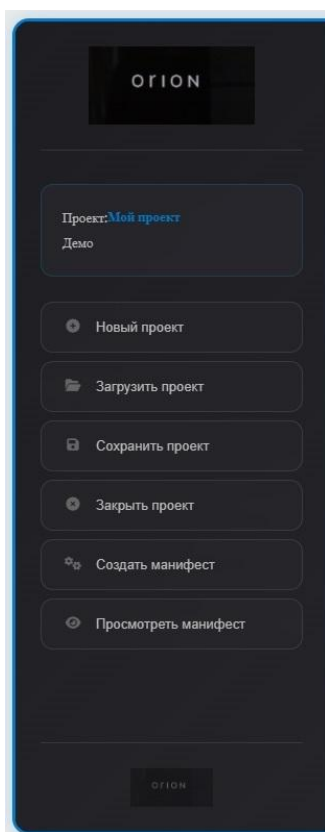 orion
Проект:Мой проект
Демо
Новый проект
Загрузить проект
Сохранить проект
Закрыть проект
Создать манифест
Просмотреть манифест
orion